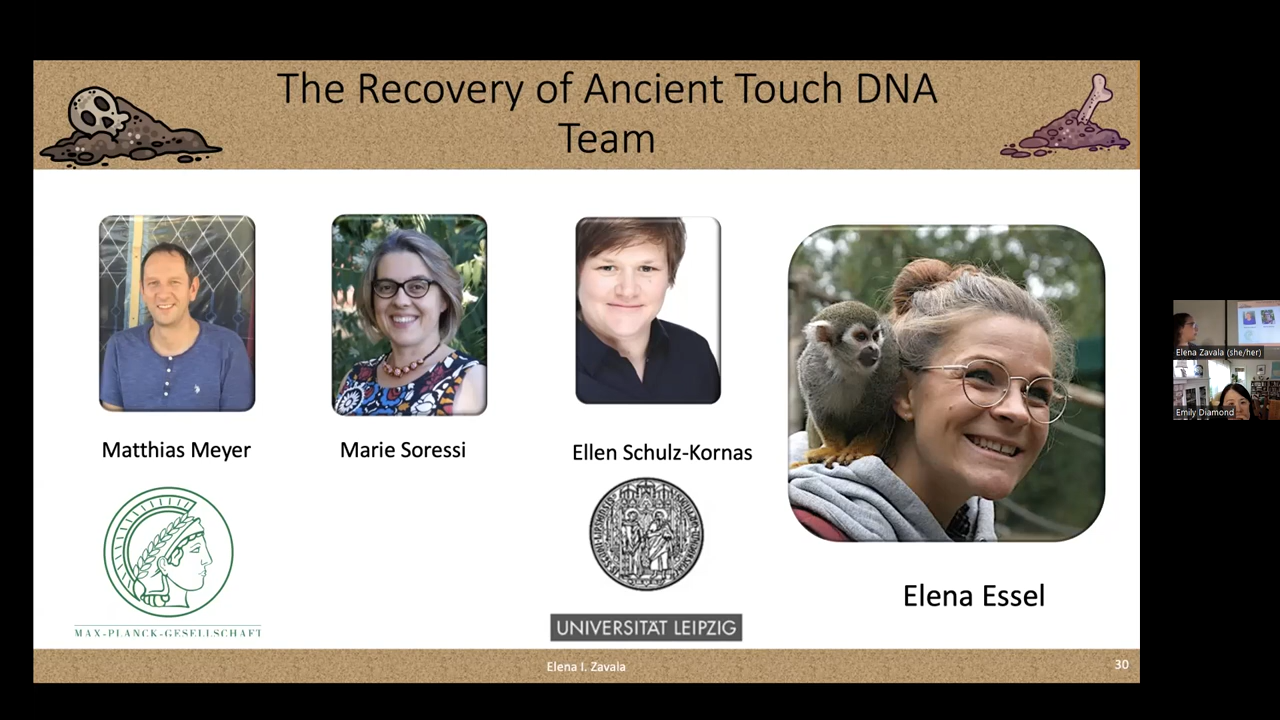 The Recovery of Ancient Touch DNA
Team
Matthias Meyer
Marie Soressi
Ellen Schulz-Kornas
Elena Essel
MAX-PLANCK-GESELLSCHAFT
UNIVERSITÄT LEIPZIG
Elena I. Zavala
30
Elena Zavala (she/her)
Emily Diamond